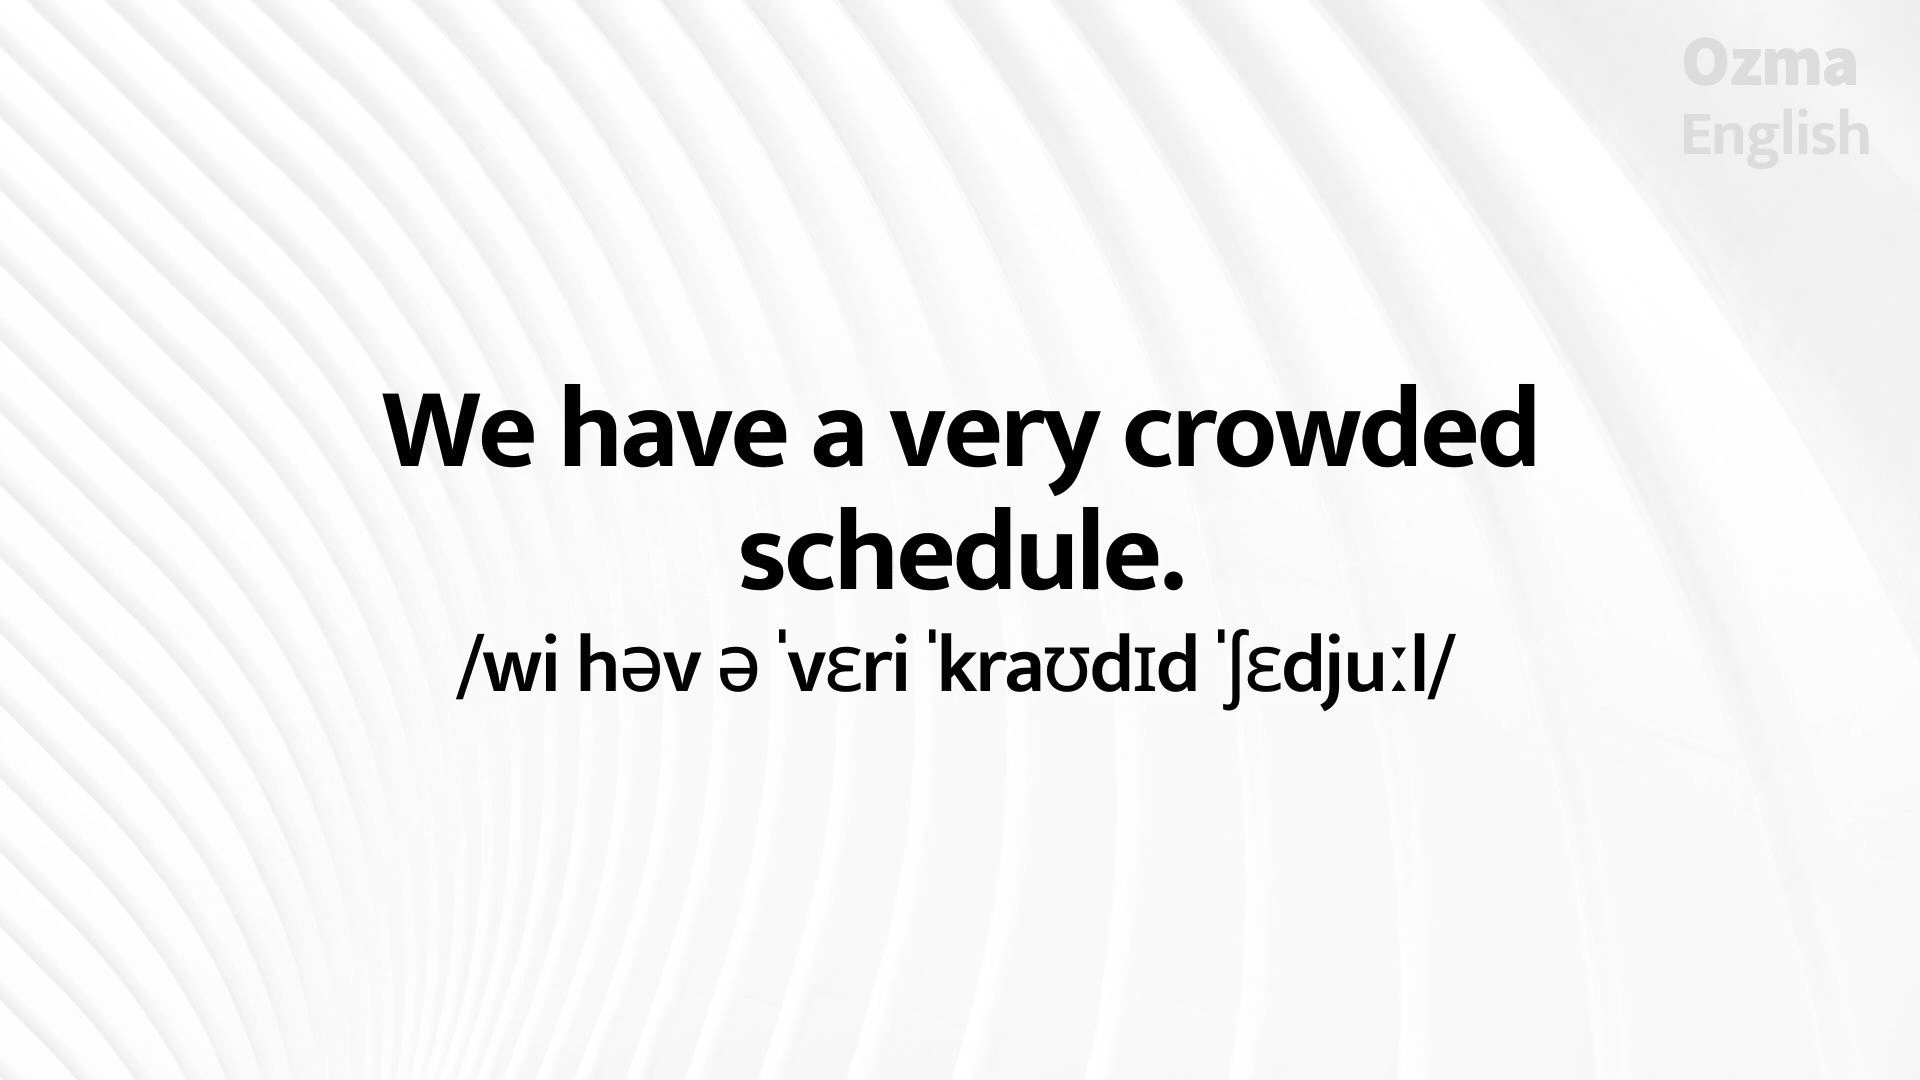 Ozma
English
We have a very crowded
schedule.
/wi həv ə ˈvɛri ˈkraʊdɪd ˈʃɛdjuːl/